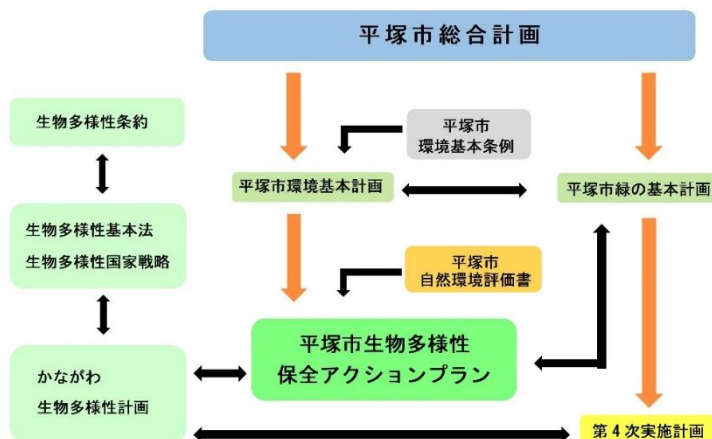 平塚市総合計画
生物多様性条約
平塚市
環境基本条例
平塚市環境基本計画
平塚市緑の基本計画
生物多様性基本法
生物多様性国家戦略
平塚市
自然環境評価書
平塚市生物多様性
保全アクションプラン
かながわ
生物多様性計画
第4次実施計画